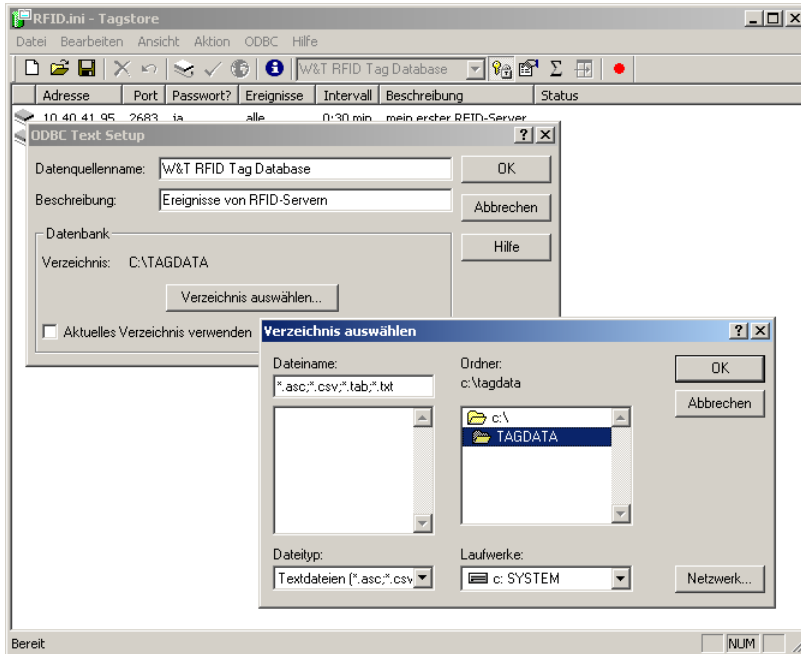 RFID.ini - Tagstore
Datei Bearbeiten Ansicht Aktion ODBC Hilfe
W&T RFID Tag Database
Adresse Port Passwort? Ereignisse Intervall Beschreibung Status
10.40.41.95 2683 ja alle 0:30 min mein erster RFID-Server
ODBC Text Setup
Datenquellenname: W&T RFID Tag Database OK
Beschreibung: Ereignisse von RFID-Servern Abbrechen
Datenbank
Hilfe
Verzeichnis: C:\TAGDATA
Verzeichnis auswählen...
Aktuelles Verzeichnis verwenden
Verzeichnis auswählen
Dateiname: Ordner: OK
*.asc;*.csv;*.tab;*.txt c:\tagdata
Abbrechen
c:\
TAGDATA
Dateityp: Laufwerke:
Textdateien (*.asc;*.csv c: SYSTEM Netzwerk...
Bereit NUM